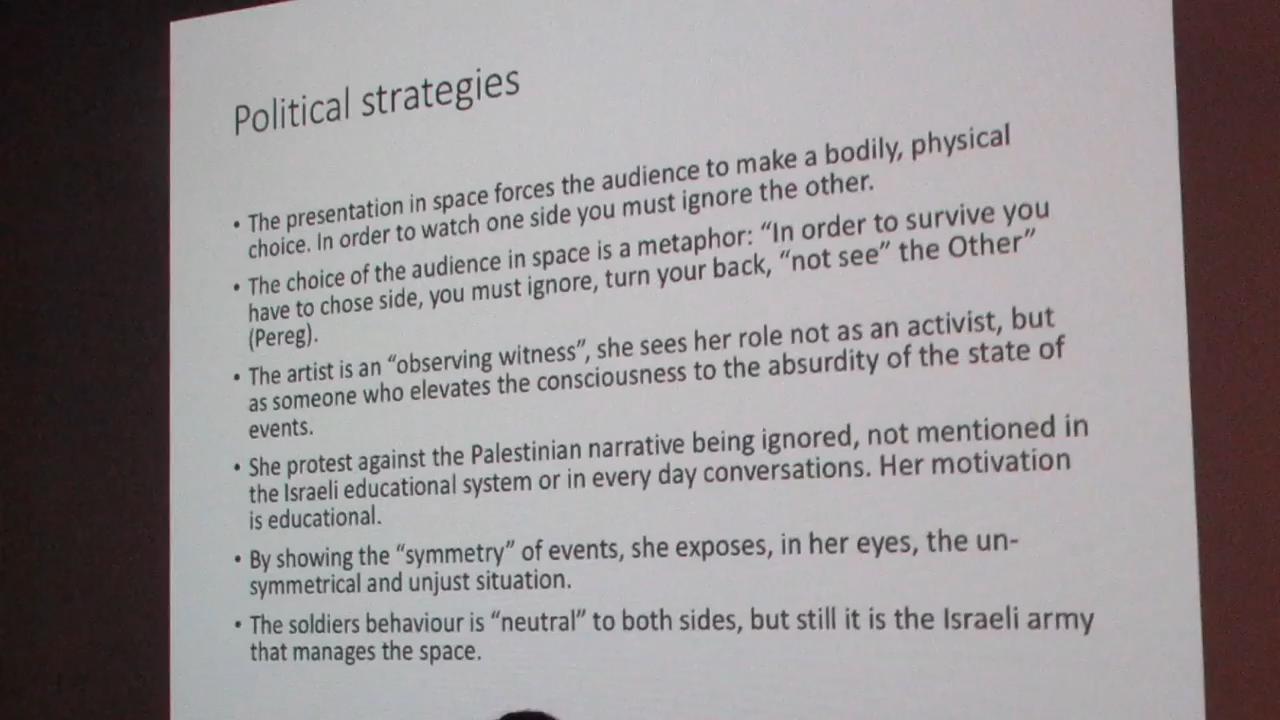 Political strategies
• The presentation in space forces the audience to make a bodily, physical
choice. In order to watch one side you must ignore the other.
• The choice of the audience in space is a metaphor: “In order to survive you
have to chose side, you must ignore, turn your back, “not see” the Other”
(Pereg).
• The artist is an “observing witness”, she sees her role not as an activist, but
as someone who elevates the consciousness to the absurdity of the state of
events.
• She protest against the Palestinian narrative being ignored, not mentioned in
the Israeli educational system or in every day conversations. Her motivation
is educational.
• By showing the “symmetry” of events, she exposes, in her eyes, the un-
symmetrical and unjust situation.
• The soldiers behaviour is “neutral” to both sides, but still it is the Israeli army
that manages the space.